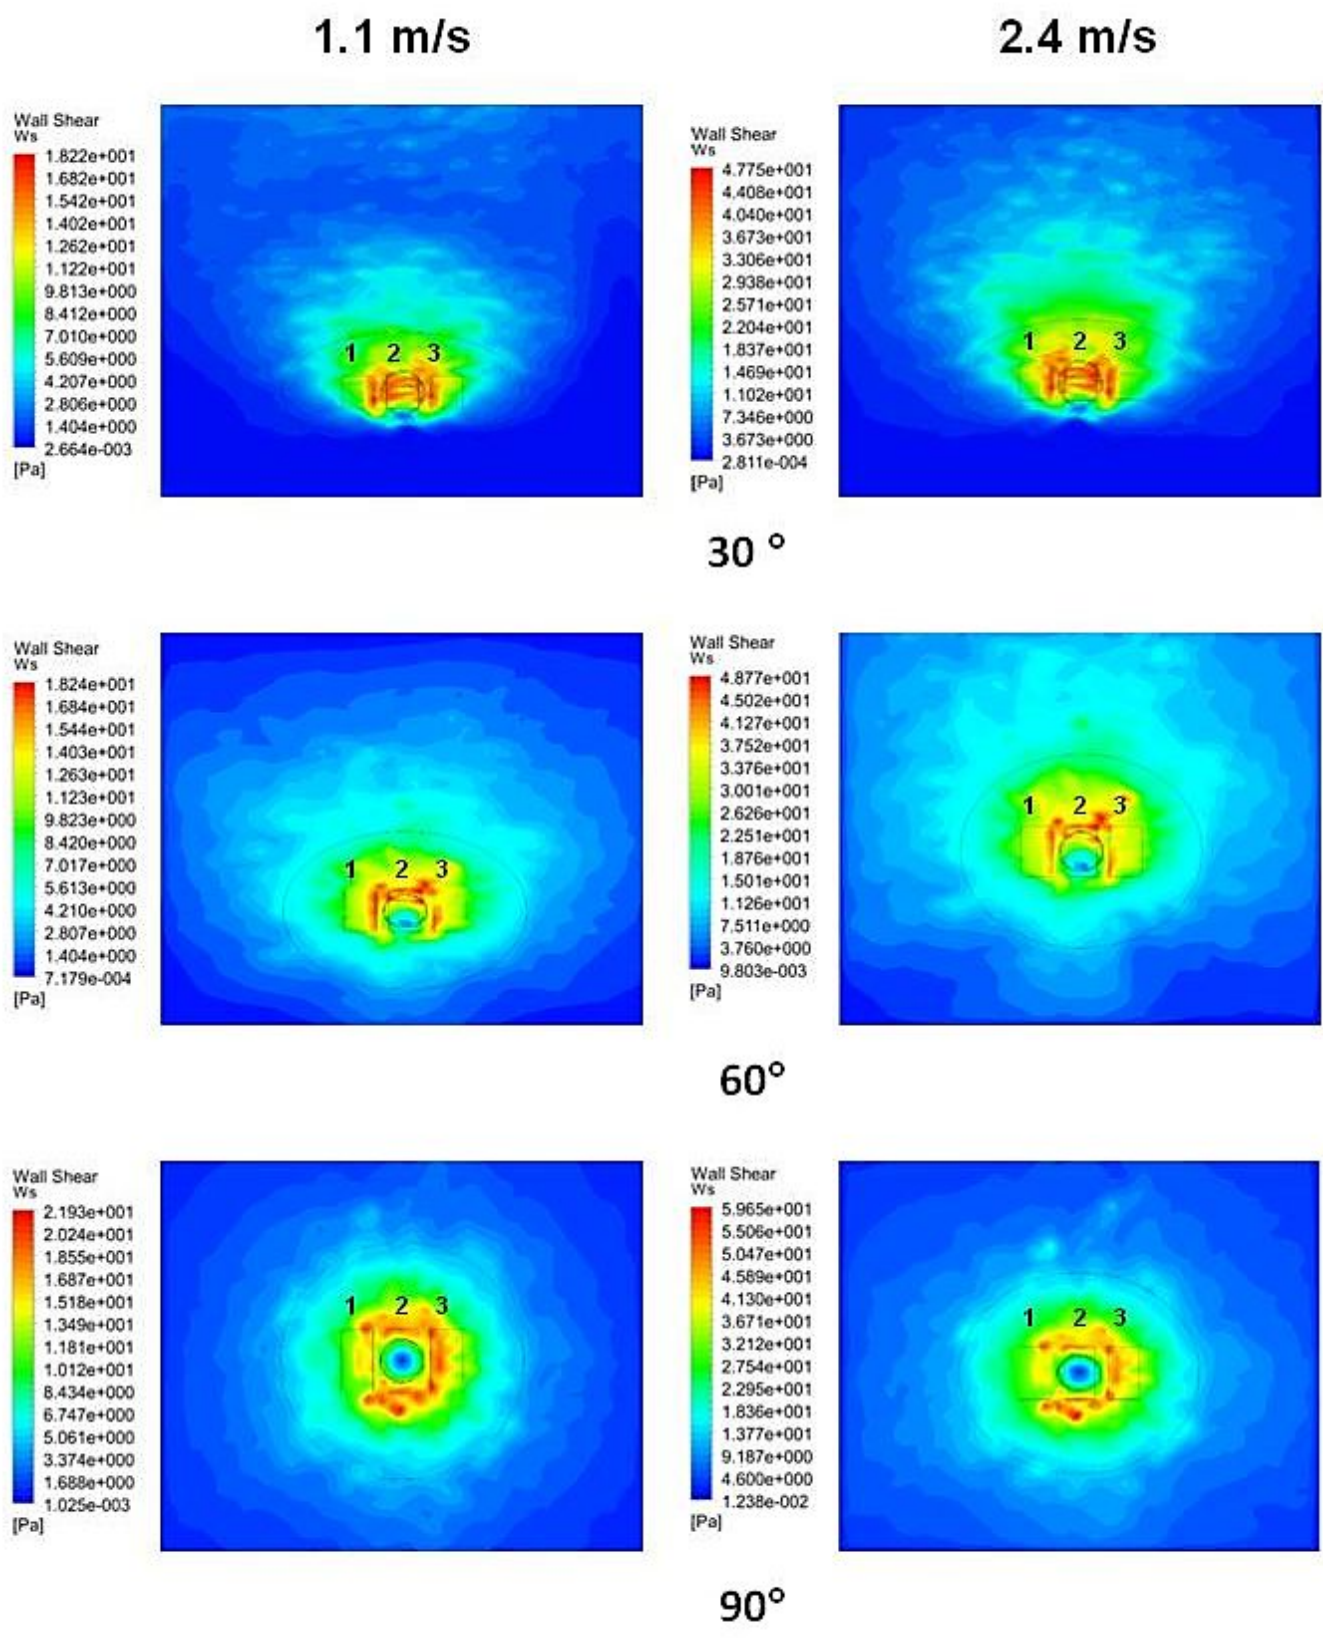 1.1 m/s
2.4 m/s
Wall Shear
Ws
1.822e+001
1.682e+001
1.542e+001
1.402e+001
1.262e+001
1.122e+001
9.813e+000
8.412e+000
7.010e+000
5.609e+000
4.207e+000
2.806e+000
1.404e+000
2.664e-003
[Pa]
1 2 3
Wall Shear
Ws
4.775e+001
4.408e+001
4.040e+001
3.673e+001
3.306e+001
2.938e+001
2.571e+001
2.204e+001
1.837e+001
1.469e+001
1.102e+001
7.346e+000
3.673e+000
2.811e-004
[Pa]
1 2 3
30 °
Wall Shear
Ws
1.824e+001
1.684e+001
1.544e+001
1.403e+001
1.263e+001
1.123e+001
9.823e+000
8.420e+000
7.017e+000
5.613e+000
4.210e+000
2.807e+000
1.404e+000
7.179e-004
[Pa]
1 2 3
Wall Shear
Ws
4.877e+001
4.502e+001
4.127e+001
3.752e+001
3.376e+001
3.001e+001
2.626e+001
2.251e+001
1.876e+001
1.501e+001
1.126e+001
7.511e+000
3.760e+000
9.803e-003
[Pa]
1 2 3
60°
Wall Shear
Ws
2.193e+001
2.024e+001
1.855e+001
1.687e+001
1.518e+001
1.349e+001
1.181e+001
1.012e+001
8.434e+000
6.747e+000
5.061e+000
3.374e+000
1.688e+000
1.025e-003
[Pa]
1 2 3
Wall Shear
Ws
5.965e+001
5.506e+001
5.047e+001
4.589e+001
4.130e+001
3.671e+001
3.212e+001
2.754e+001
2.295e+001
1.836e+001
1.377e+001
9.187e+000
4.600e+000
1.238e-002
[Pa]
1 2 3
90°